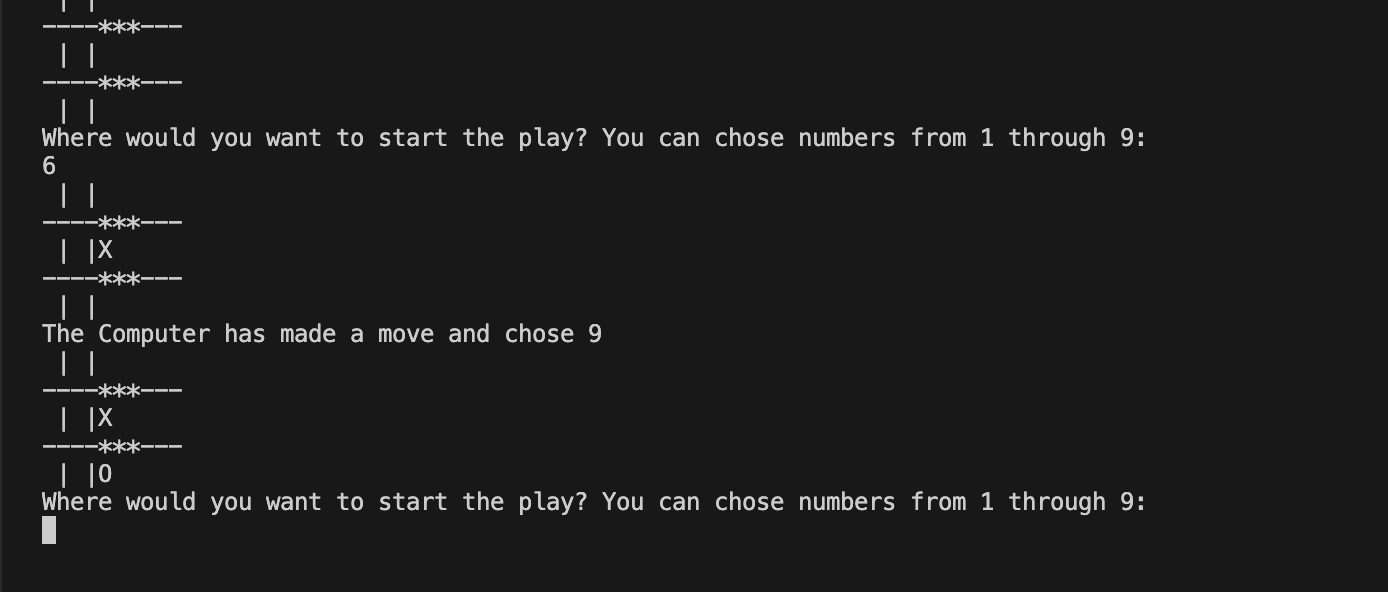 | |
----***---
 | |
----***---
 | |
Where would you want to start the play? You can chose numbers from 1 through 9:
6
 | |
----***---
 | |X
----***---
 | |
The Computer has made a move and chose 9
 | |
----***---
 | |X
----***---
 | |O
Where would you want to start the play? You can chose numbers from 1 through 9: